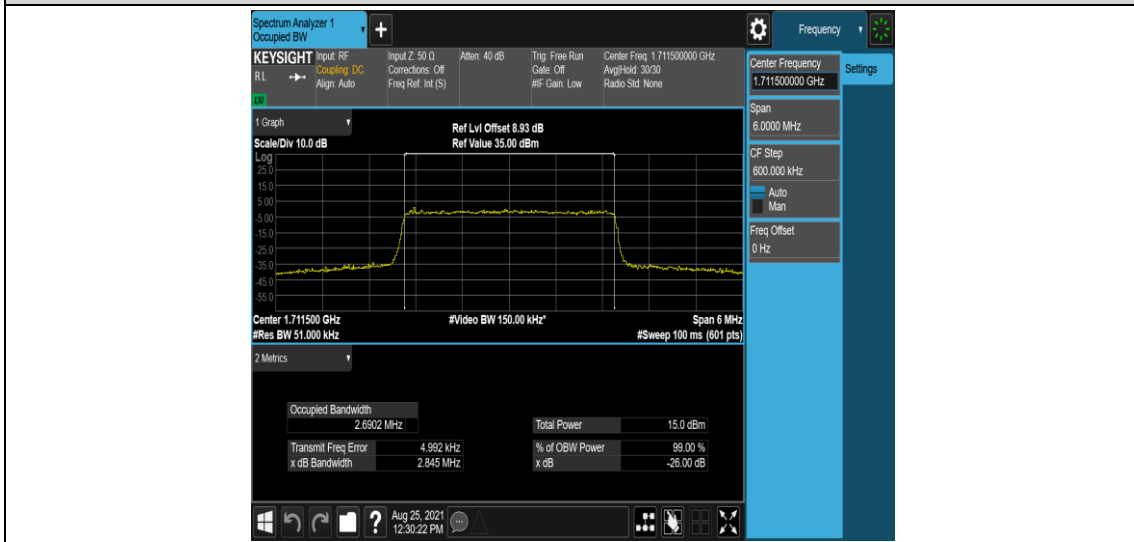 Spectrum Analyzer 1
Occupied BW
+
Frequency
KEYSIGHT
RL
LXI
Input: RF
Coupling: DC
Align: Auto
Input Z: 50 Ω
Corrections: Off
Freq Ref: Int (S)
Atten: 40 dB
Trig: Free Run
Gate: Off
#IF Gain: Low
Center Freq: 1.711500000 GHz
Avg|Hold: 30/30
Radio Std: None
Center Frequency
1.711500000 GHz
Settings
Span
6.0000 MHz
CF Step
600.000 kHz
Auto
Man
Freq Offset
0 Hz
1 Graph
Scale/Div 10.0 dB
Ref Lvl Offset 8.93 dB
Ref Value 35.00 dBm
Log
25.0
15.0
5.00
-5.00
-15.0
-25.0
-35.0
-45.0
-55.0
Center 1.711500 GHz
#Video BW 150.00 kHz*
Span 6 MHz
#Res BW 51.000 kHz
#Sweep 100 ms (601 pts)
2 Metrics
Occupied Bandwidth
2.6902 MHz
Total Power 15.0 dBm
Transmit Freq Error 4.992 kHz
% of OBW Power 99.00 %
x dB Bandwidth 2.845 MHz
x dB -26.00 dB
?
Aug 25, 2021
12:30:22 PM